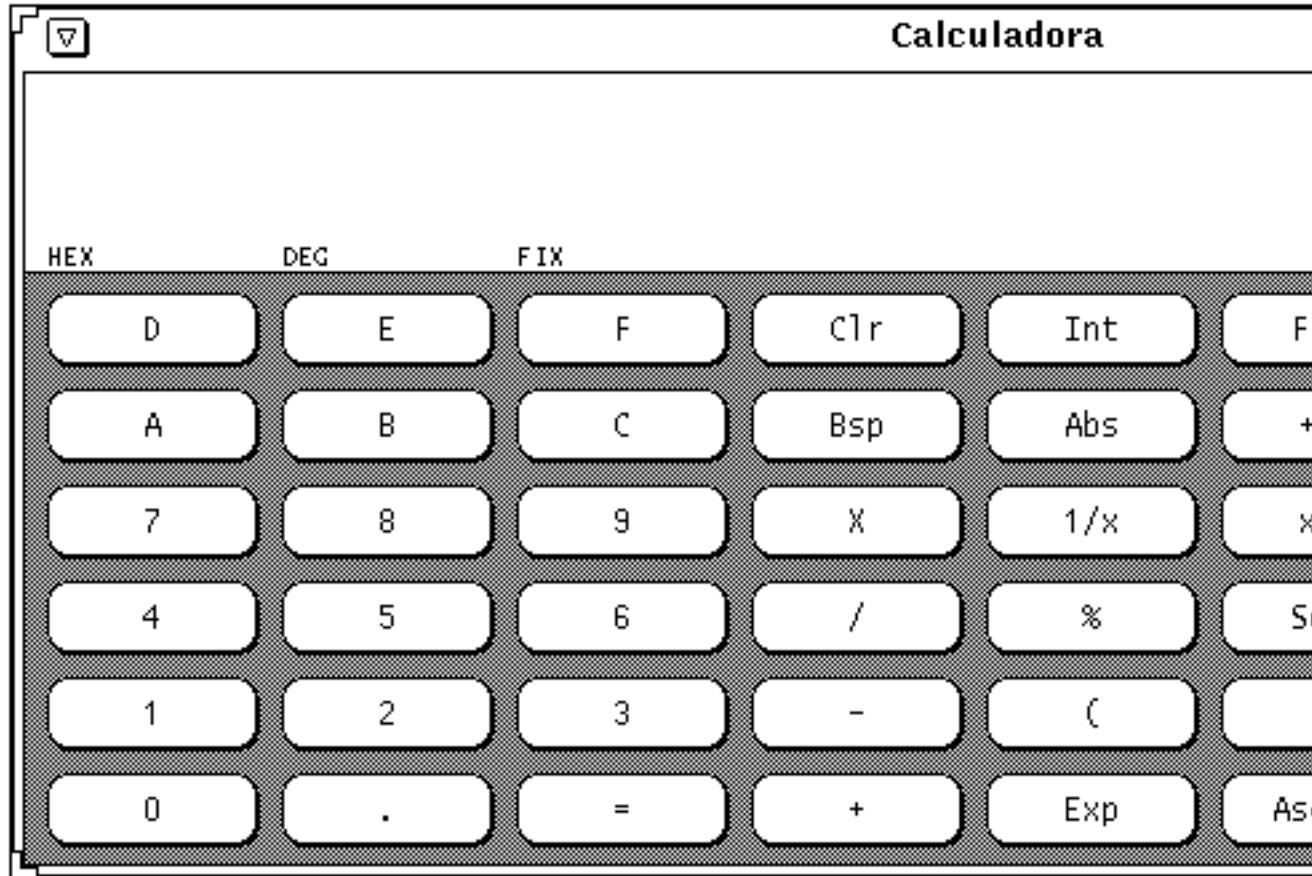 Calculadora
HEX DEG FIX
D E F Clr Int F
A B C Bsp Abs +
7 8 9 X 1/x x
4 5 6 / %
1 2 3 - (
0 . = + Exp